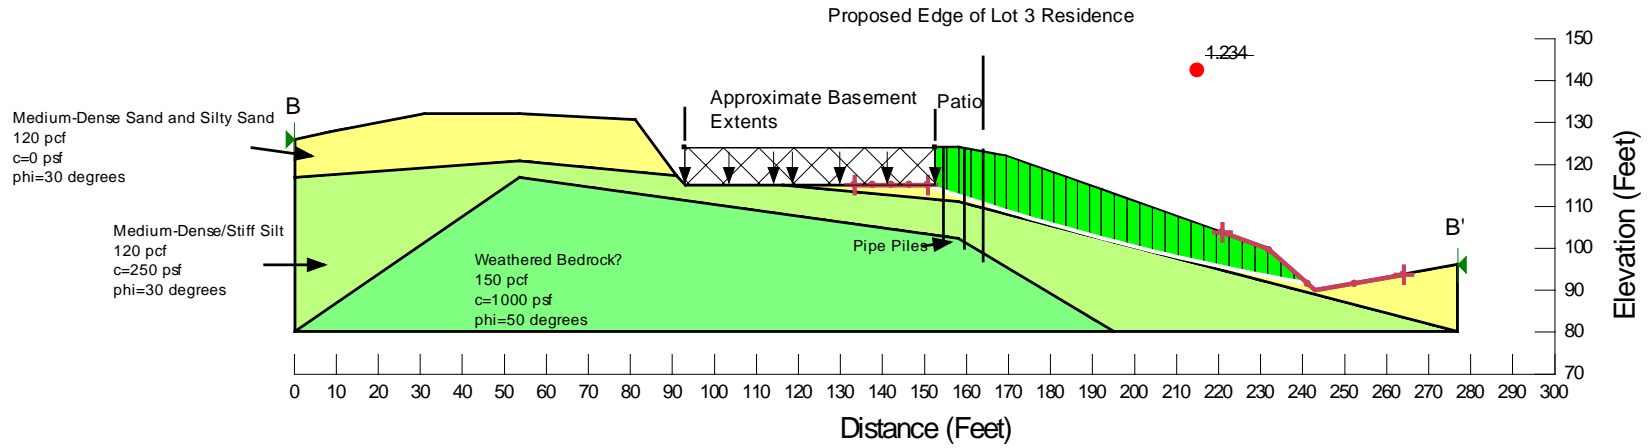 Proposed Edge of Lot 3 Residence
1.234
B
Medium-Dense Sand and Silty Sand
120 pcf
c=0 psf
phi=30 degrees
Approximate Basement
Extents
Patio
Medium-Dense/Stiff Silt
120 pcf
c=250 psf
phi=30 degrees
Pipe Piles
Weathered Bedrock?
150 pcf
c=1000 psf
phi=50 degrees
B'
150
140
130
120
110
100
90
80
70
Elevation (Feet)
0 10 20 30 40 50 60 70 80 90 100 110 120 130 140 150 160 170 180 190 200 210 220 230 240 250 260 270 280 290 300
Distance (Feet)